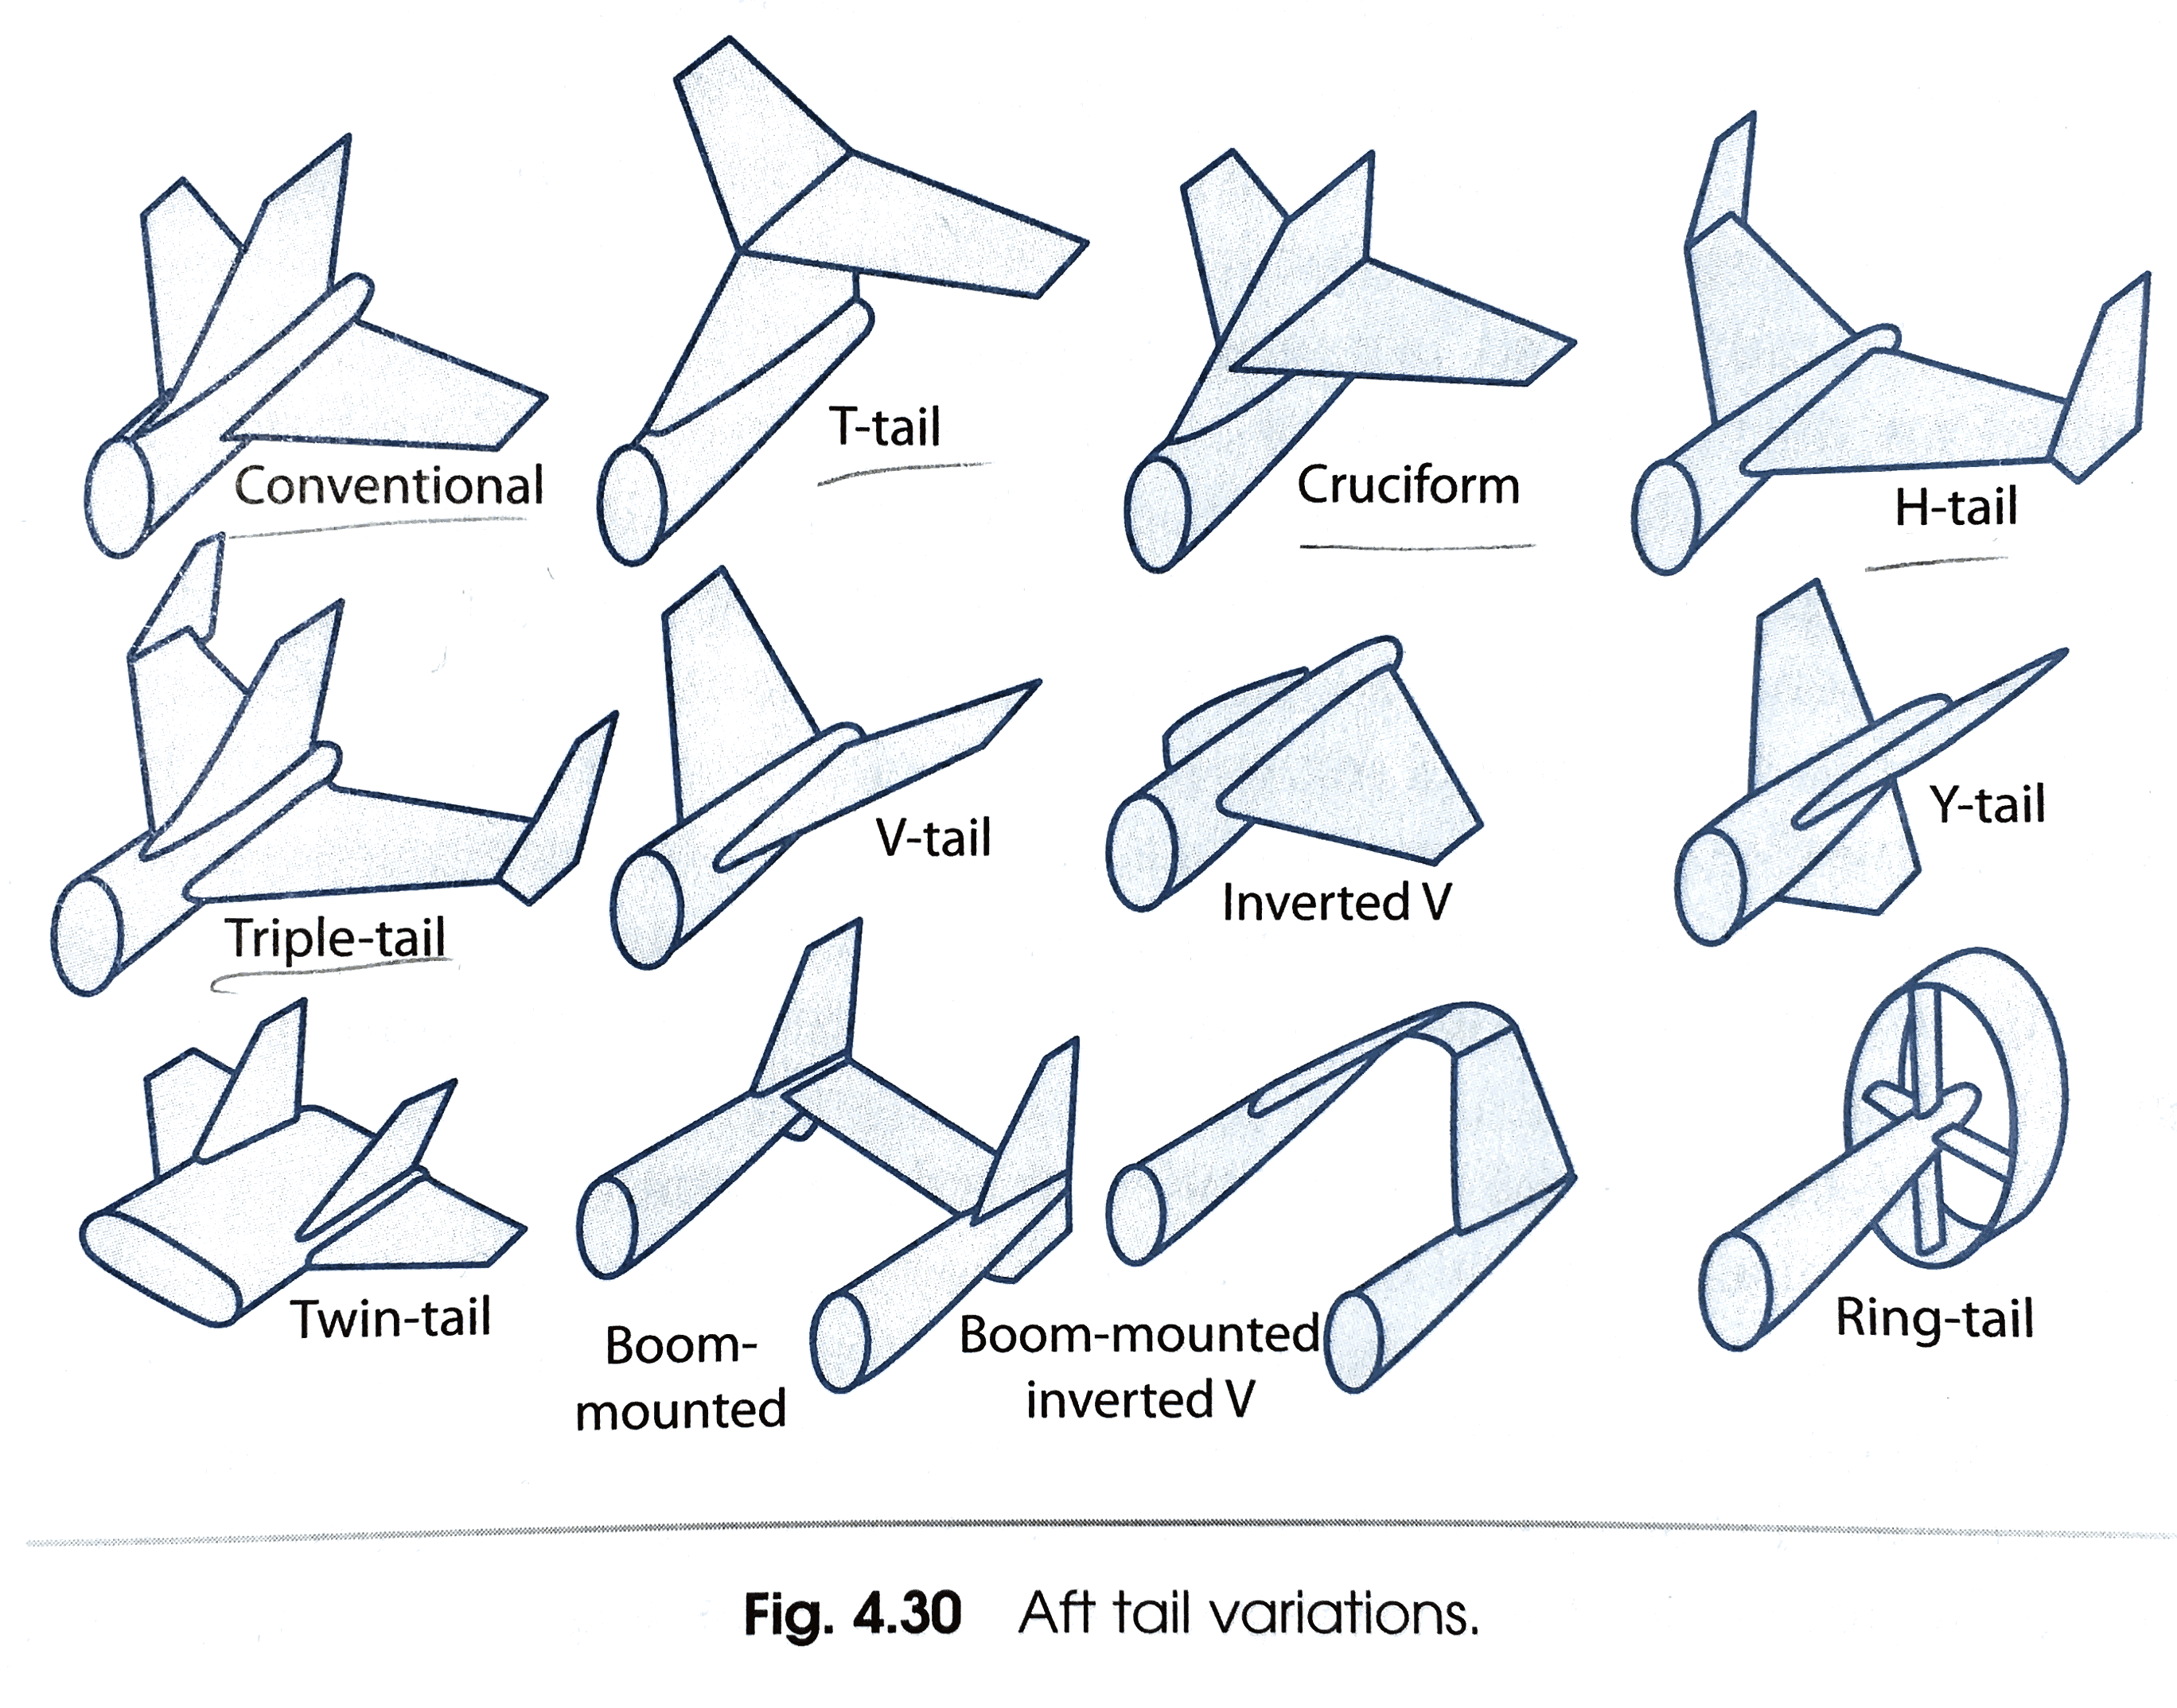 Conventional
T-tail
Cruciform
H-tail
Triple-tail
V-tail
Inverted V
Y-tail
Twin-tail
Boom-
mounted
Boom-mounted
inverted V
Ring-tail
Fig. 4.30 Aft tail variations.